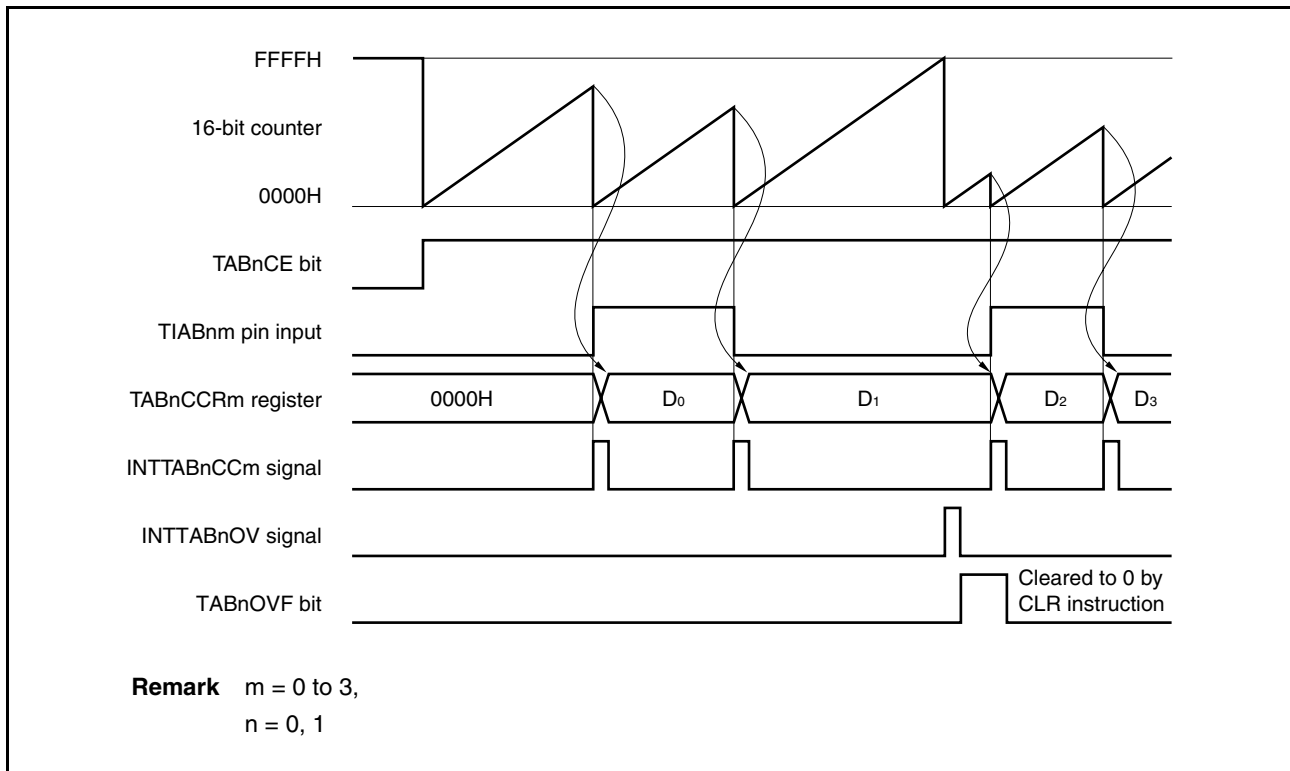 FFFFH
16-bit counter
0000H
TABnCE bit
TIABnm pin input
TABnCCRm register 0000H D0 D1 D2 D3
INTTABnCCm signal
INTTABnOV signal
TABnOVF bit
Cleared to 0 by
CLR instruction
Remark m = 0 to 3,
n = 0, 1